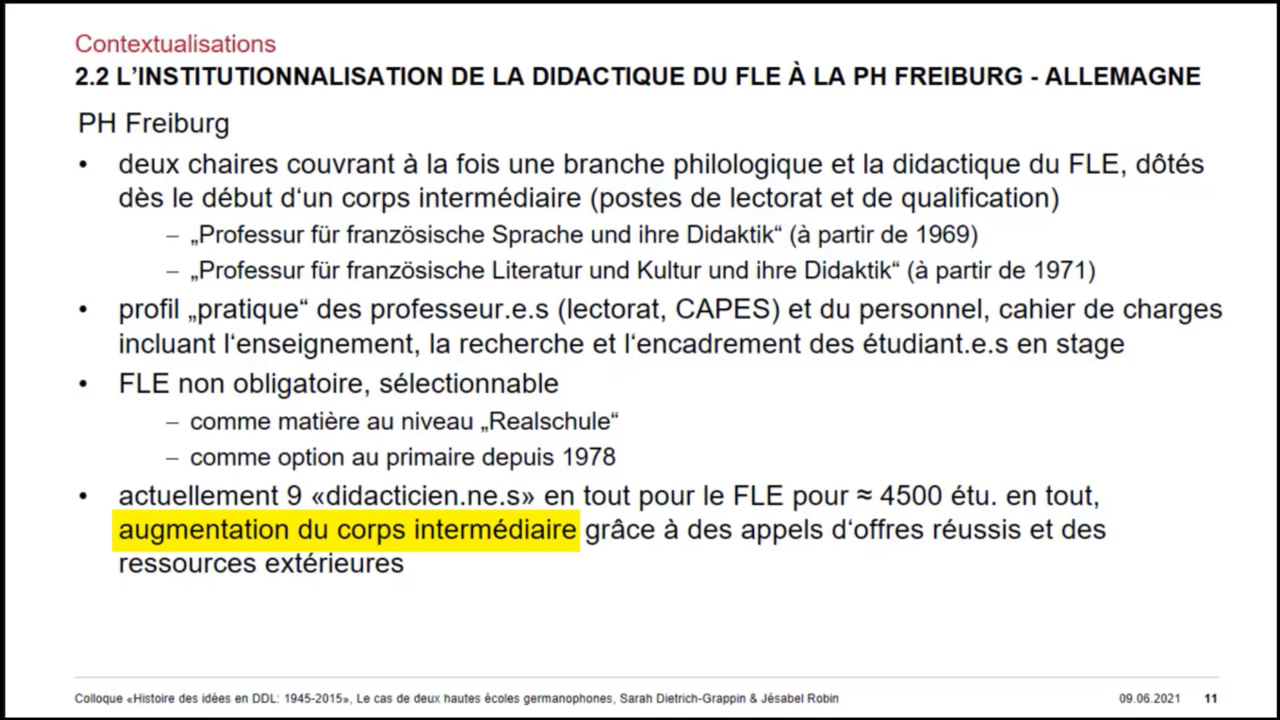 Contextualisations
2.2 L’INSTITUTIONNALISATION DE LA DIDACTIQUE DU FLE À LA PH FREIBURG - ALLEMAGNE
PH Freiburg
• deux chaires couvrant à la fois une branche philologique et la didactique du FLE, dôtés
dès le début d‘un corps intermédiaire (postes de lectorat et de qualification)
– „Professur für französische Sprache und ihre Didaktik“ (à partir de 1969)
– „Professur für französische Literatur und Kultur und ihre Didaktik“ (à partir de 1971)
• profil „pratique“ des professeur.e.s (lectorat, CAPES) et du personnel, cahier de charges
incluant l‘enseignement, la recherche et l‘encadrement des étudiant.e.s en stage
• FLE non obligatoire, sélectionnable
– comme matière au niveau „Realschule“
– comme option au primaire depuis 1978
• actuellement 9 «didacticien.ne.s» en tout pour le FLE pour ≈ 4500 étu. en tout,
augmentation du corps intermédiaire grâce à des appels d‘offres réussis et des
ressources extérieures
Colloque «Histoire des idées en DDL: 1945-2015», Le cas de deux hautes écoles germanophones, Sarah Dietrich-Grappin & Jésabel Robin
09.06.2021 11